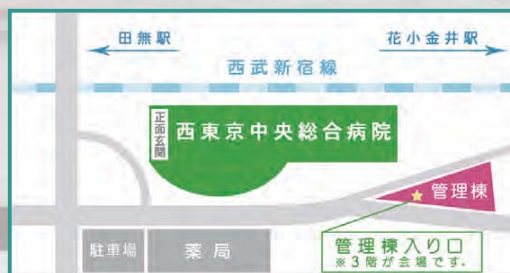 田無駅
花小金井駅
西武新宿線
正面玄関
西東京中央総合病院
管理棟
駐車場
薬局
管理棟入り口
※3階が会場です。